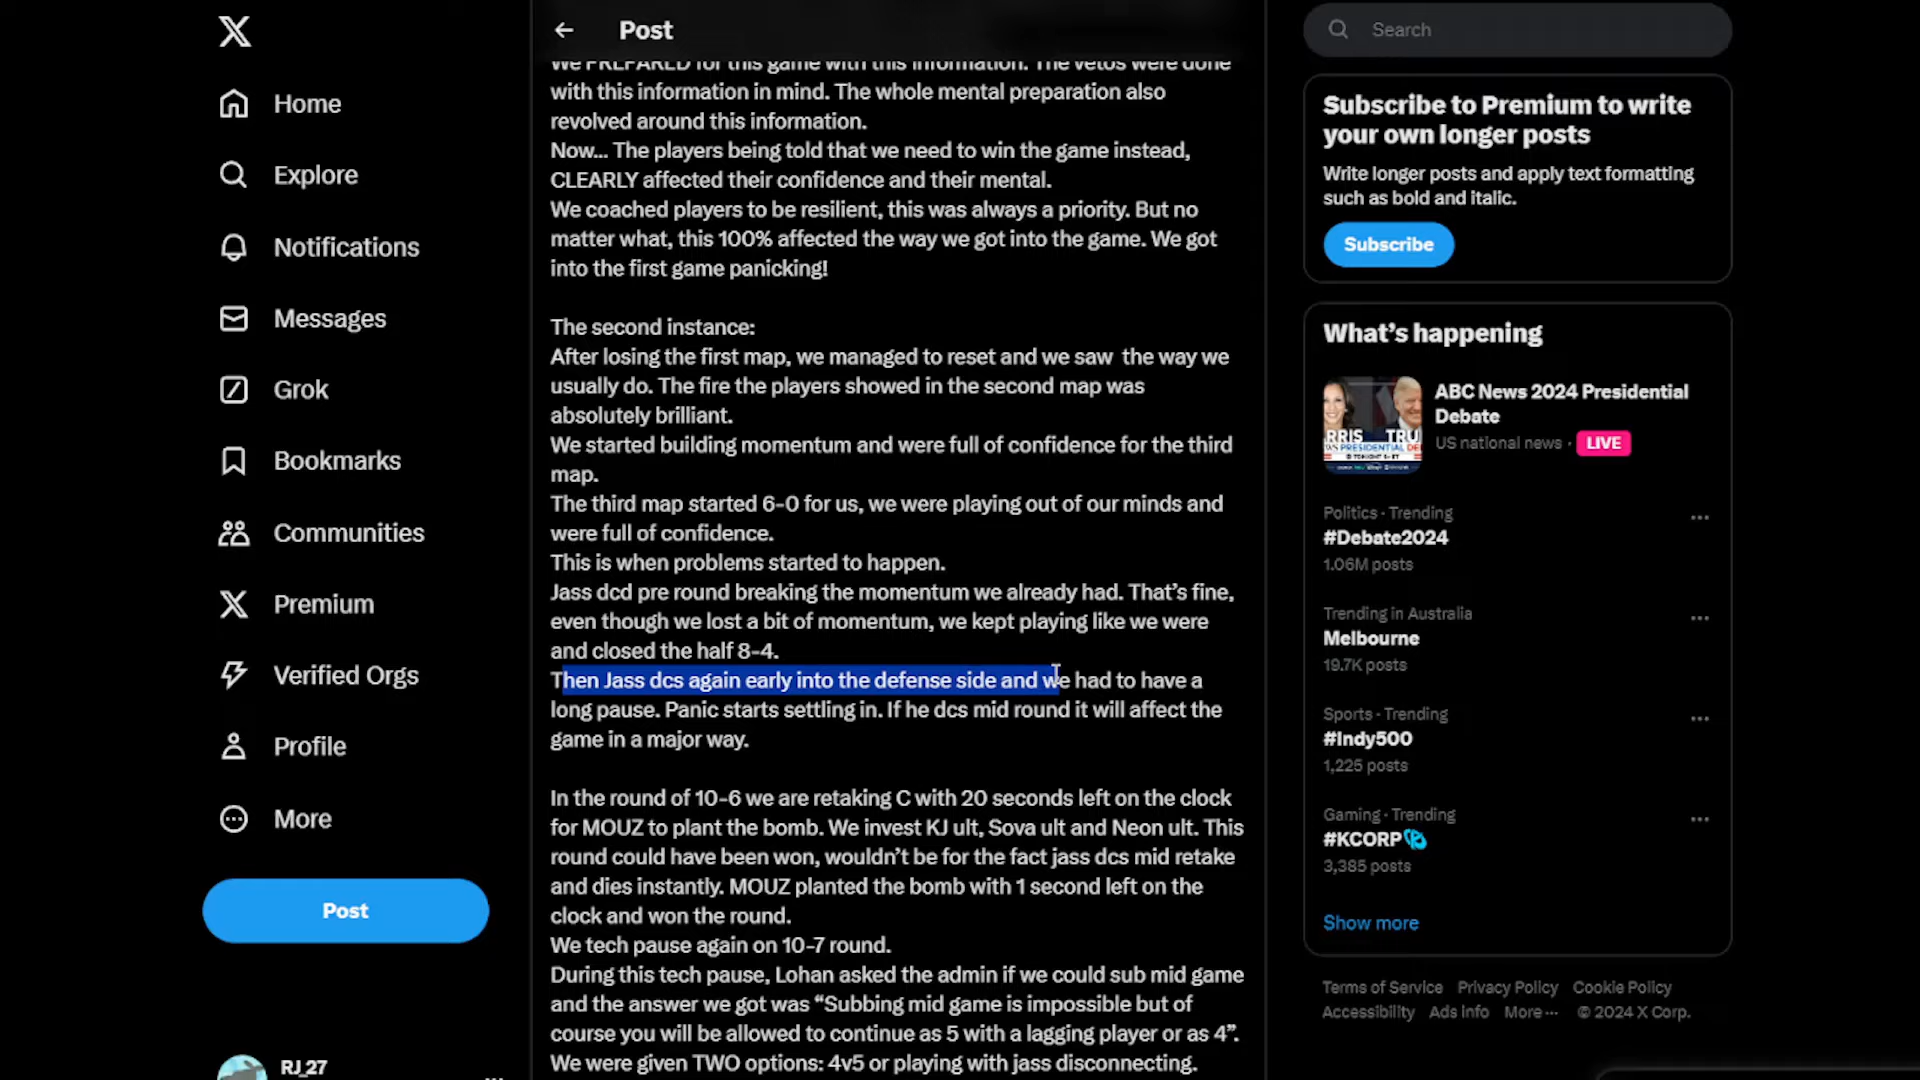 Home
Explore
Notifications
Messages
Grok
Bookmarks
Communities
Premium
Verified Orgs
Profile
More
Post
RJ_27
Post
We PREPARED for this game with this information. The vetos were done
with this information in mind. The whole mental preparation also
revolved around this information.
Now... The players being told that we need to win the game instead,
CLEARLY affected their confidence and their mental.
We coached players to be resilient, this was always a priority. But no
matter what, this 100% affected the way we got into the game. We got
into the first game panicking!
The second instance:
After losing the first map, we managed to reset and we saw  the way we
usually do. The fire the players showed in the second map was
absolutely brilliant.
We started building momentum and were full of confidence for the third
map.
The third map started 6-0 for us, we were playing out of our minds and
were full of confidence.
This is when problems started to happen.
Jass dcd pre round breaking the momentum we already had. That’s fine,
even though we lost a bit of momentum, we kept playing like we were
and closed the half 8-4.
Then Jass dcs again early into the defense side and we had to have a
long pause. Panic starts settling in. If he dcs mid round it will affect the
game in a major way.
In the round of 10-6 we are retaking C with 20 seconds left on the clock
for MOUZ to plant the bomb. We invest KJ ult, Sova ult and Neon ult. This
round could have been won, wouldn’t be for the fact jass dcs mid retake
and dies instantly. MOUZ planted the bomb with 1 second left on the
clock and won the round.
We tech pause again on 10-7 round.
During this tech pause, Lohan asked the admin if we could sub mid game
and the answer we got was “Subbing mid game is impossible but of
course you will be allowed to continue as 5 with a lagging player or as 4”.
We were given TWO options: 4v5 or playing with jass disconnecting.
Search
Subscribe to Premium to write
your own longer posts
Write longer posts and apply text formatting
such as bold and italic.
Subscribe
What’s happening
ABC News 2024 Presidential
Debate
US national news · LIVE
Politics · Trending
#Debate2024
1.06M posts
Trending in Australia
Melbourne
19.7K posts
Sports · Trending
#Indy500
1,225 posts
Gaming · Trending
#KCORP
3,385 posts
Show more
Terms of Service Privacy Policy Cookie Policy
Accessibility Ads info More ··· © 2024 X Corp.